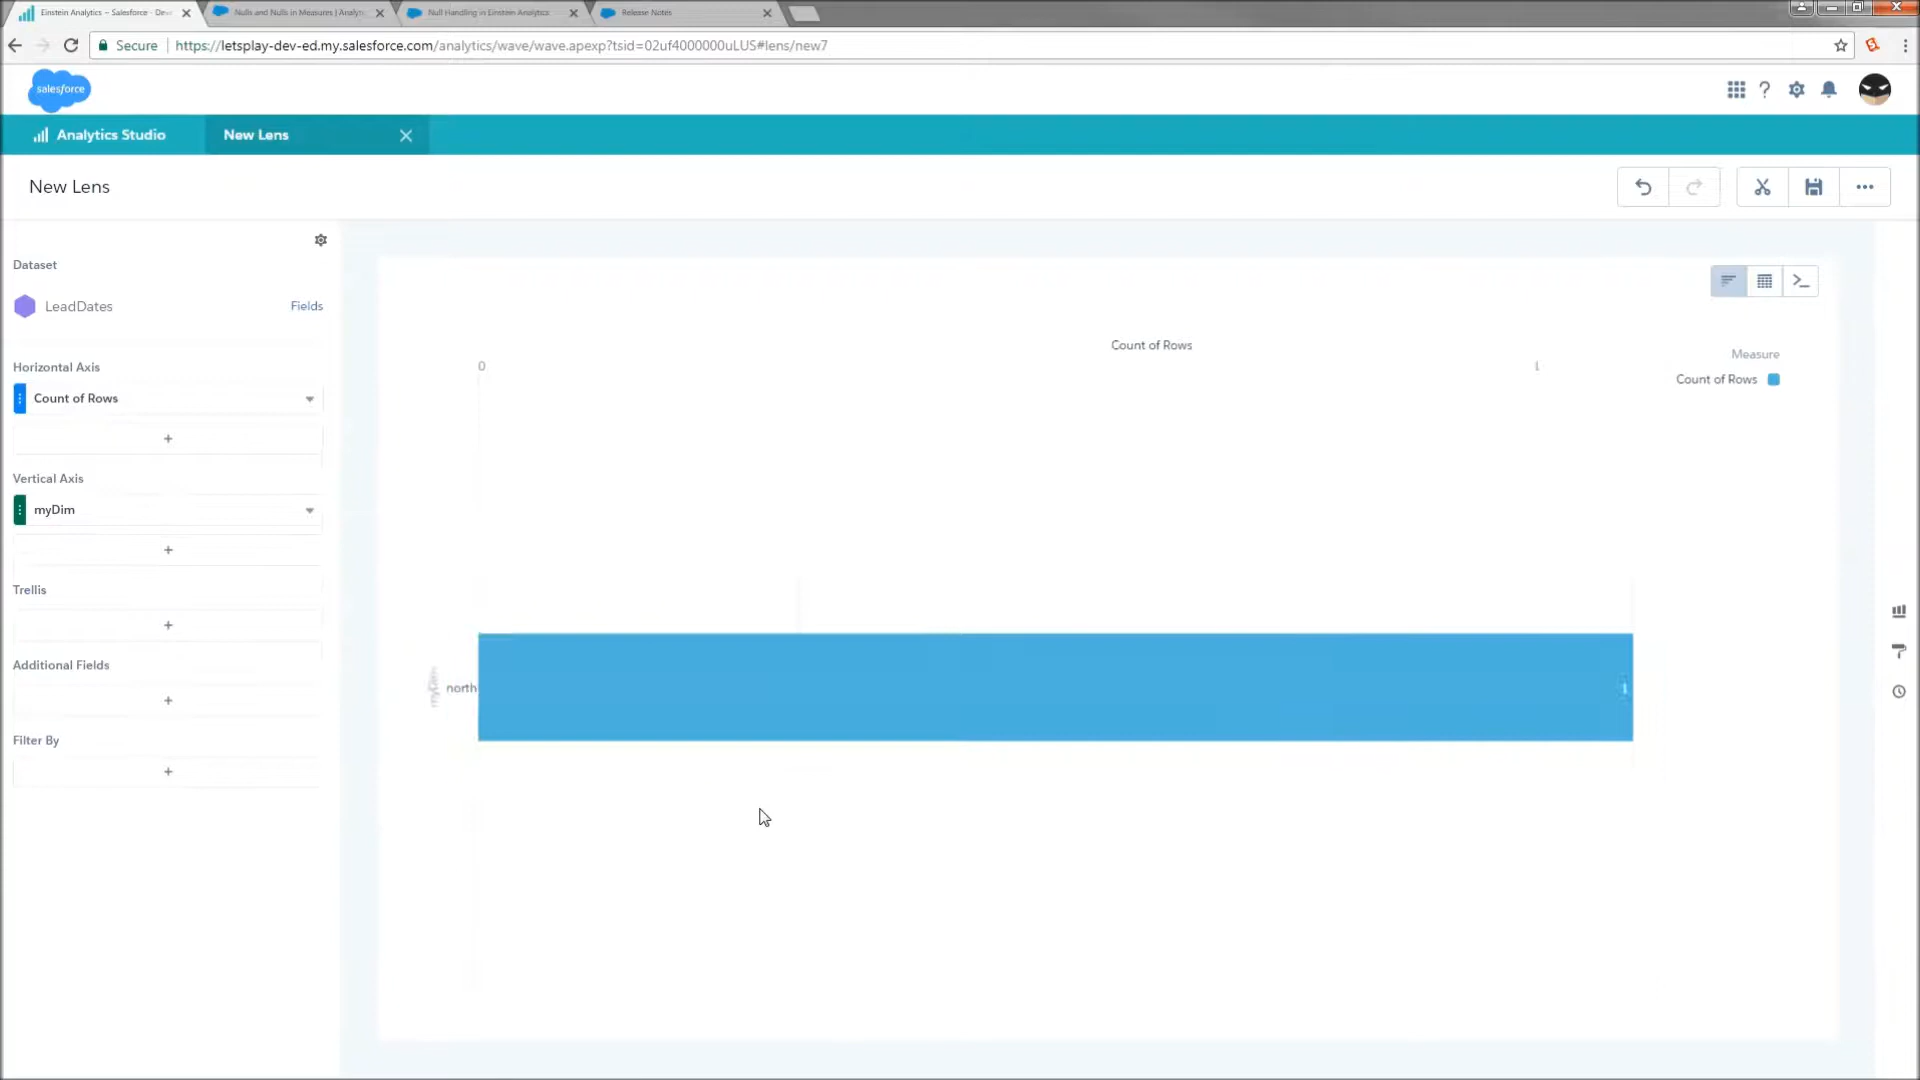 Einstein Analytics – Salesforce - Dev
Nulls and Nulls in Measures | Analyt
Null Handling in Einstein Analytics
Release Notes
Secure https://letsplay-dev-ed.my.salesforce.com/analytics/wave/wave.apexp?tsid=02uf4000000uLUS#lens/new7
salesforce
Analytics Studio New Lens
New Lens
Dataset
LeadDates Fields
Horizontal Axis
Count of Rows
Vertical Axis
myDim
Trellis
Additional Fields
Filter By
Count of Rows
0 1
Measure
Count of Rows
myDim
north
1